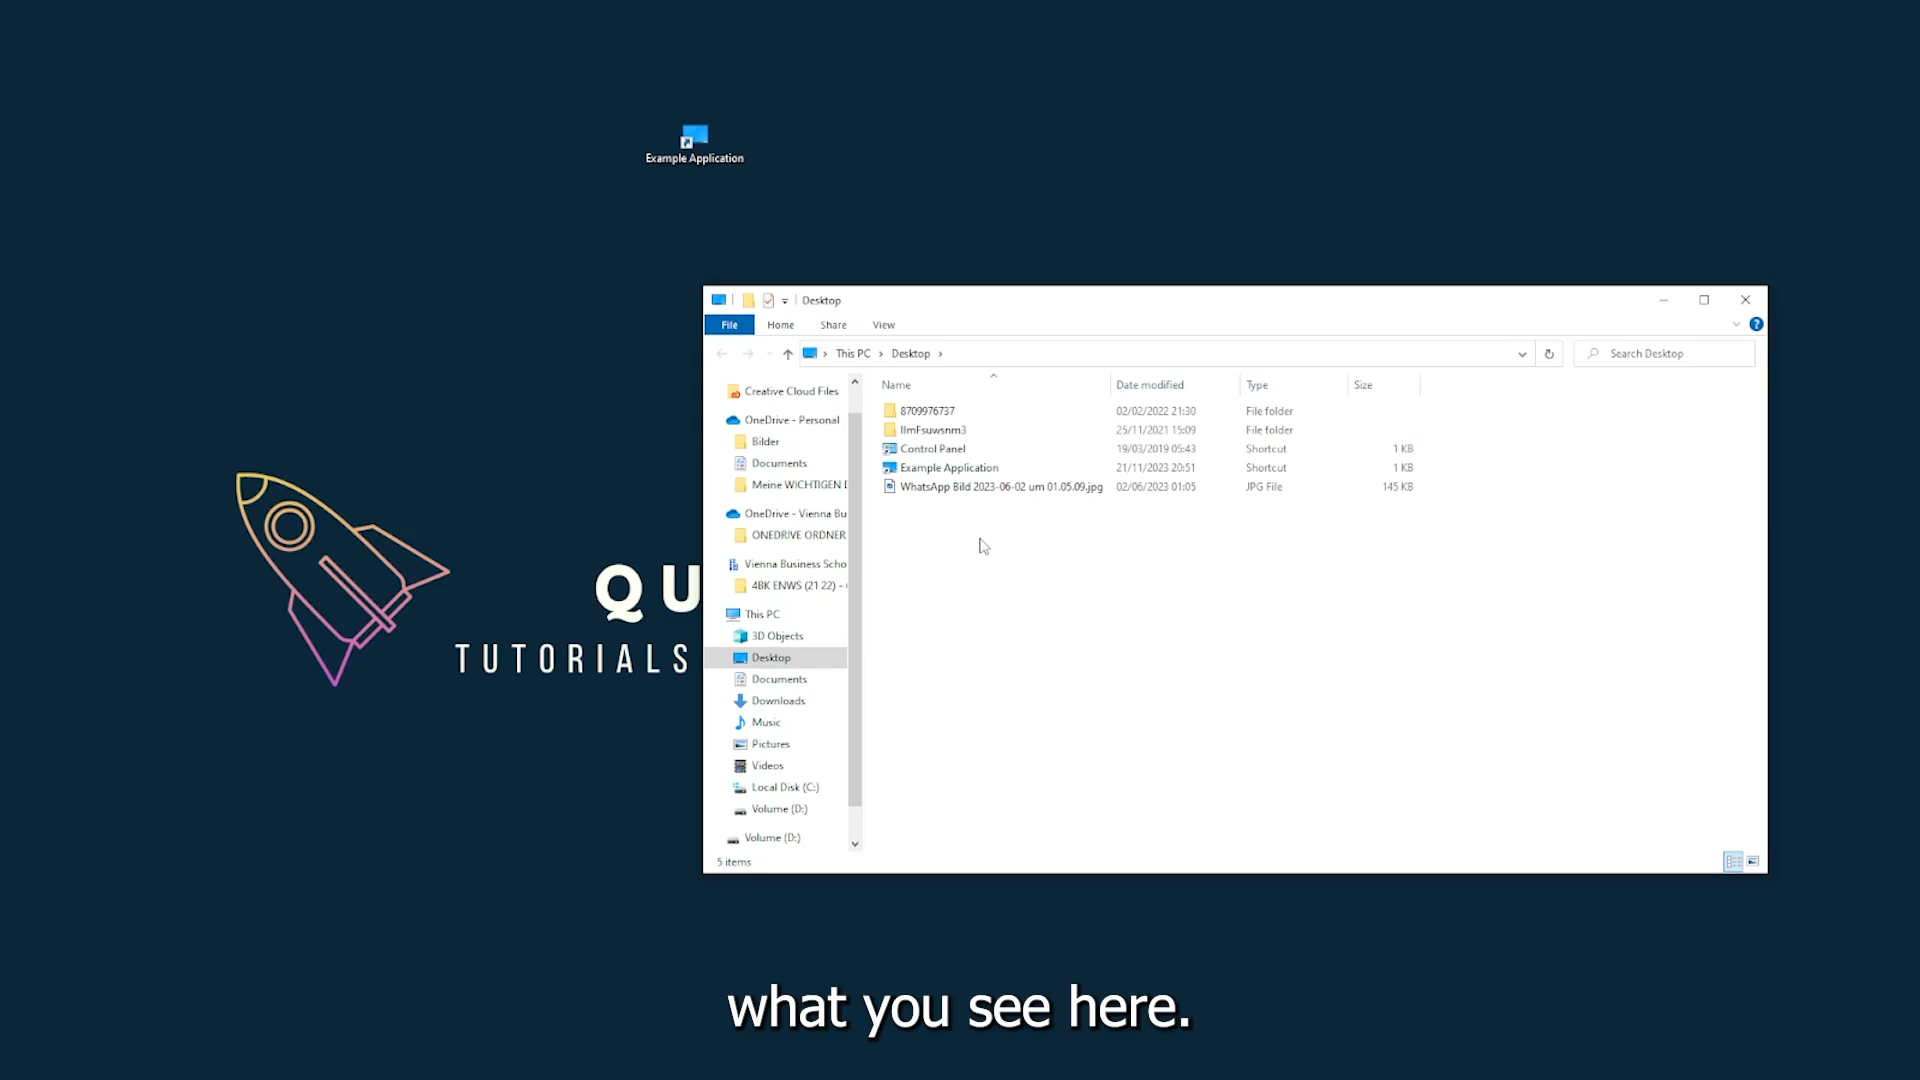 Example Application
Desktop
File Home Share View
This PC Desktop
Search Desktop
Name Date modified Type Size
Creative Cloud Files
OneDrive - Personal
Bilder
Documents
Meine WICHTIGEN D
OneDrive - Vienna Bu
ONEDRIVE ORDNER
Vienna Business Scho
4BK ENWS (21 22) -
This PC
3D Objects
Desktop
Documents
Downloads
Music
Pictures
Videos
Local Disk (C:)
Volume (D:)
Volume (D:)
8709976737 02/02/2022 21:30 File folder
IlmFsuwsnm3 25/11/2021 15:09 File folder
Control Panel 19/03/2019 05:43 Shortcut 1 KB
Example Application 21/11/2023 20:51 Shortcut 1 KB
WhatsApp Bild 2023-06-02 um 01.05.09.jpg 02/06/2023 01:05 JPG File 145 KB
5 items
QU
TUTORIALS
what you see here.